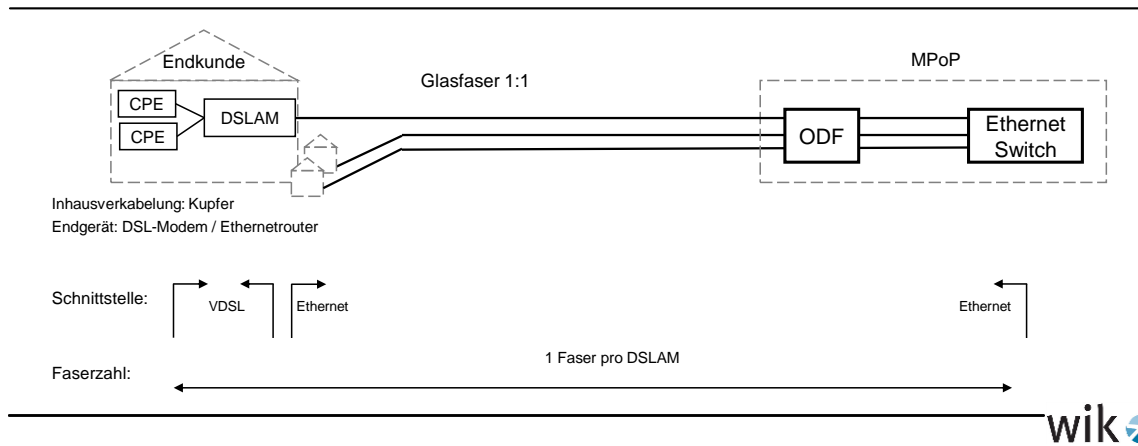 Endkunde
MPoP
Glasfaser 1:1
CPE
CPE
DSLAM
ODF
Ethernet
Switch
Inhausverkabelung: Kupfer
Endgerät: DSL-Modem / Ethernetrouter
Schnittstelle:
VDSL
Ethernet
Ethernet
1 Faser pro DSLAM
Faserzahl:
wik